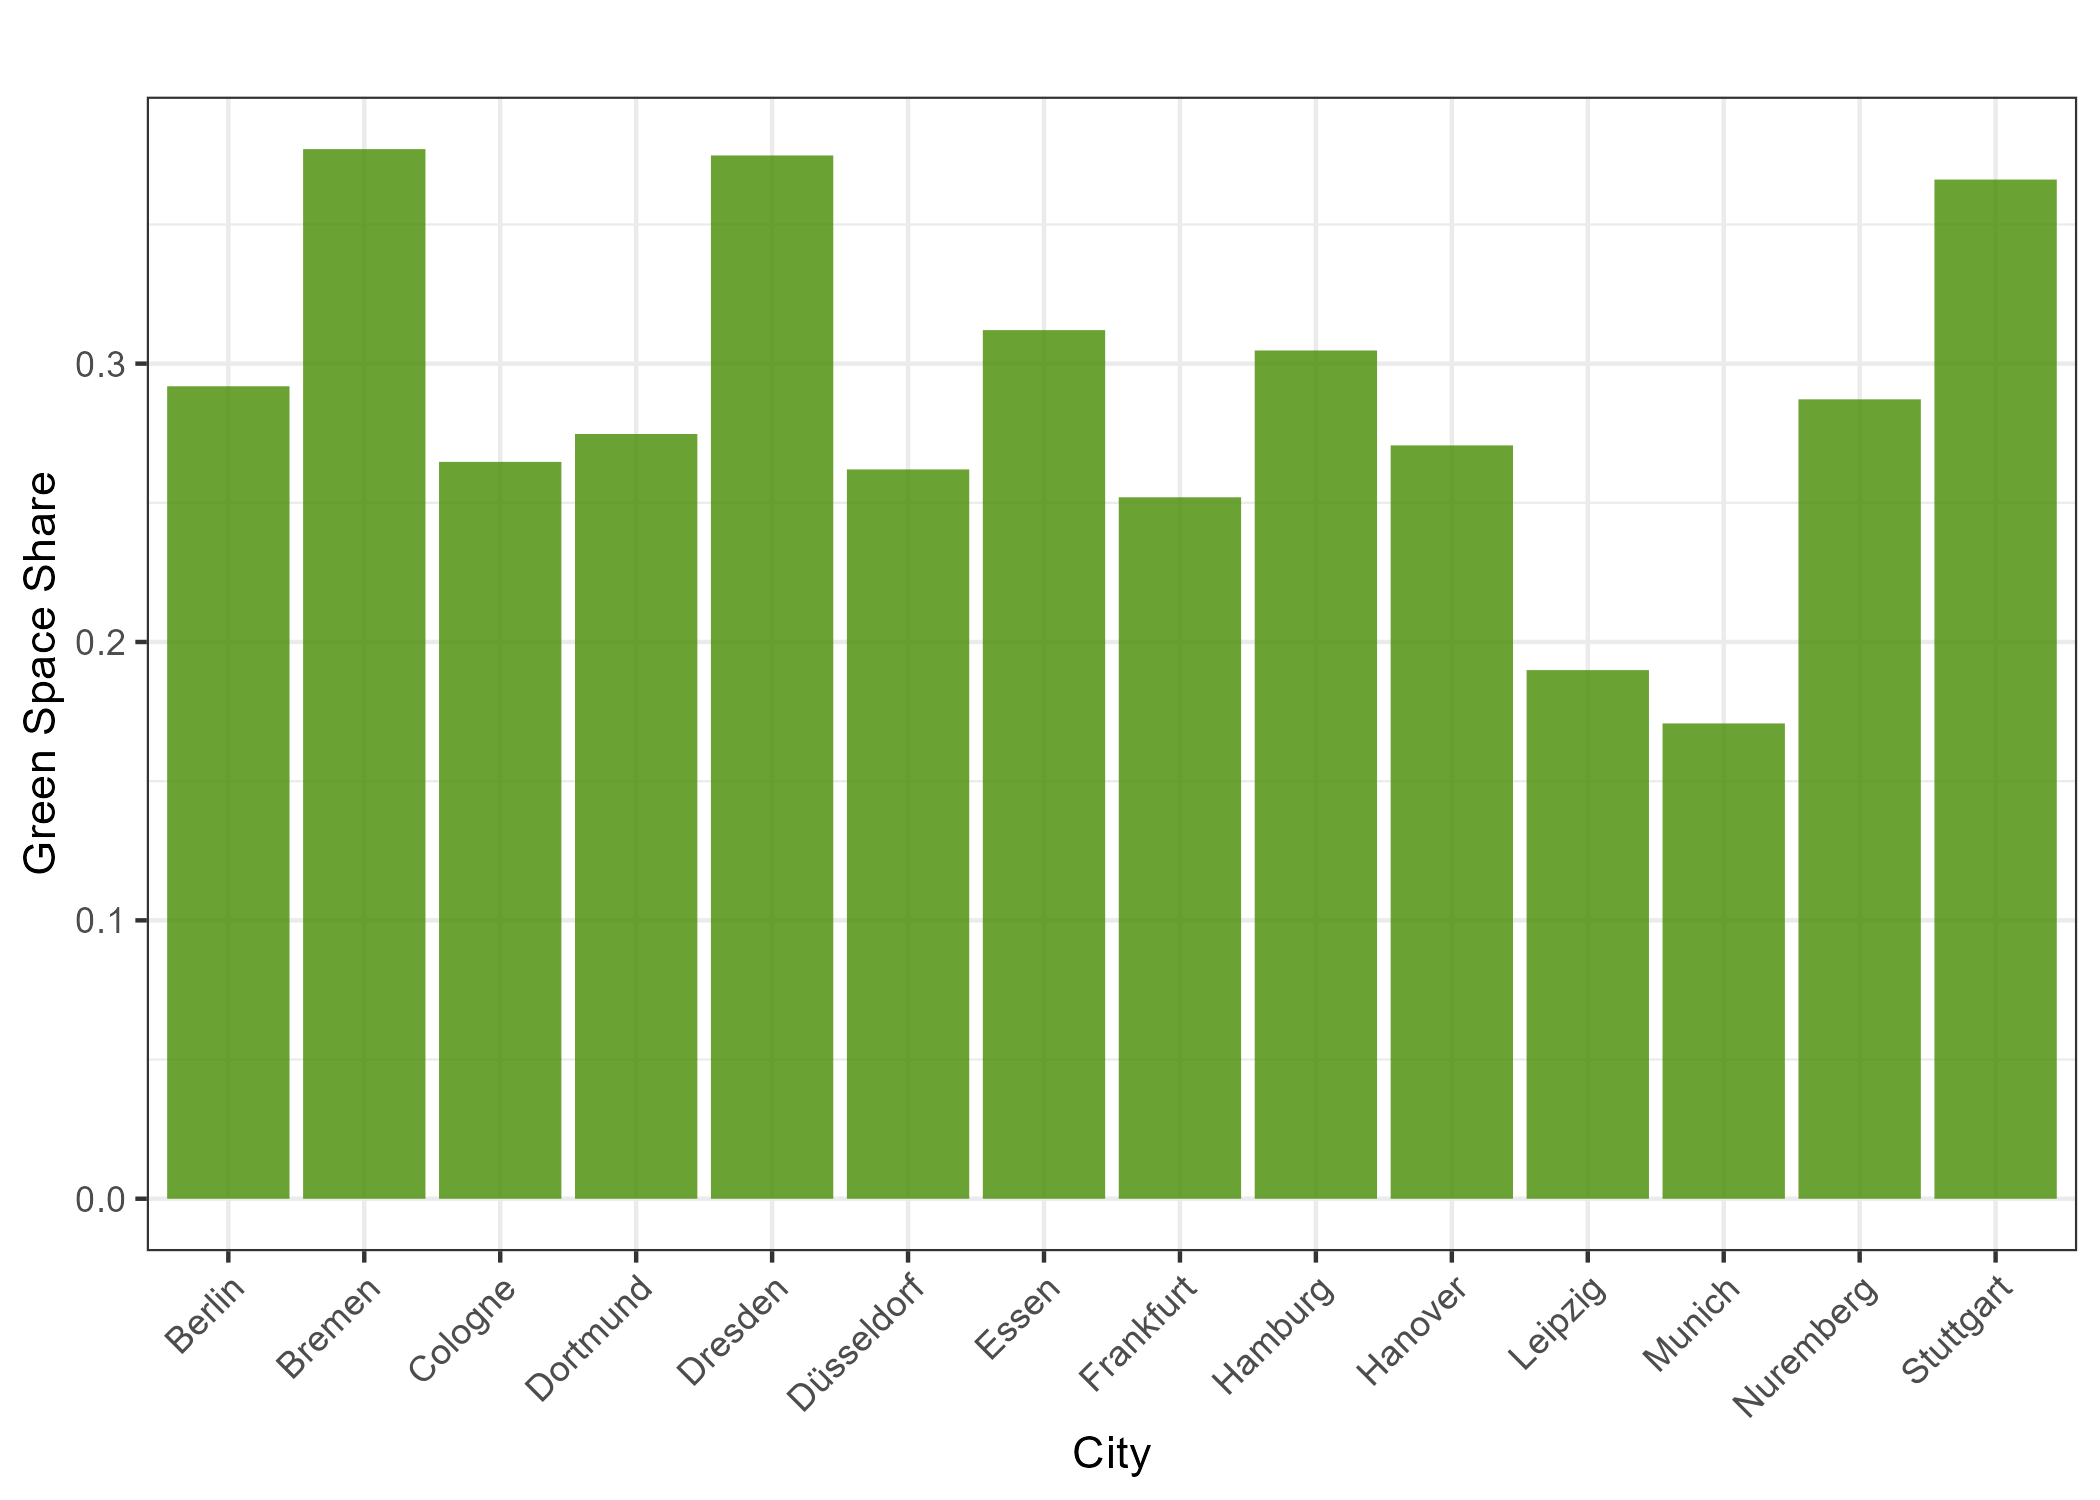 Green Space Share
0.3
0.2
0.1
0.0
Berlin
Bremen
Cologne
Dortmund
Dresden
Düsseldorf
Essen
Frankfurt
Hamburg
Hanover
Leipzig
Munich
Nuremberg
Stuttgart
City